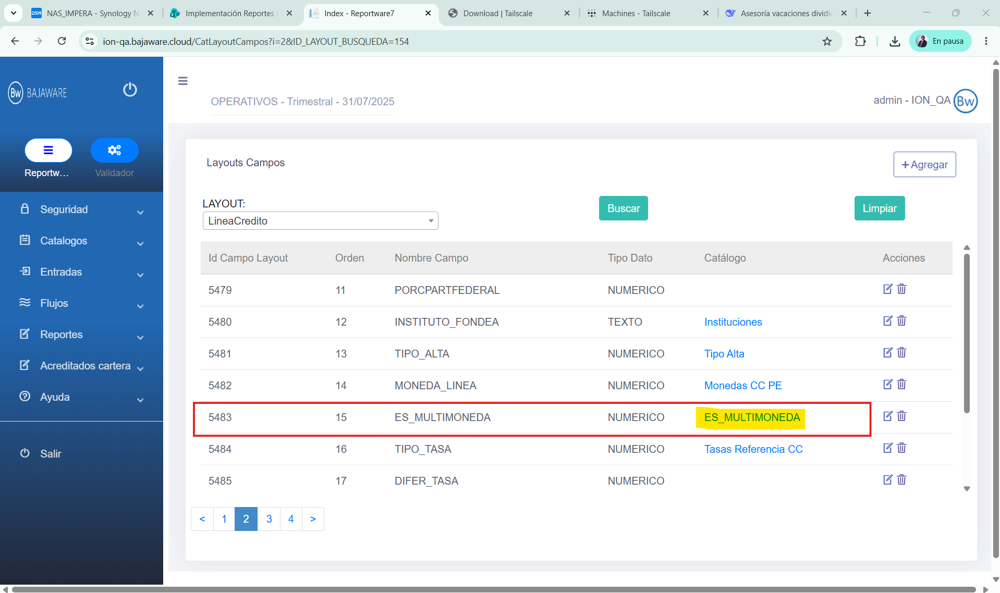 NAS_IMPERA - Synology N
Implementación Reportes
Index - Reportware7
Download | Tailscale
Machines - Tailscale
Asesoría vacaciones dividi
ion-qa.bajaware.cloud/CatLayoutCampos?i=2&ID_LAYOUT_BUSQUEDA=154
En pausa
Bw BAJAWARE
OPERATIVOS - Trimestral - 31/07/2025
admin - ION_QA Bw
Reportw...
Validador
Seguridad
Catalogos
Entradas
Flujos
Reportes
Acreditados cartera
Ayuda
Salir
Layouts Campos
+Agregar
LAYOUT:
LineaCredito
Buscar
Limpiar
Id Campo Layout Orden Nombre Campo Tipo Dato Catálogo Acciones
5479 11 PORCPARTFEDERAL NUMERICO
5480 12 INSTITUTO_FONDEA TEXTO Instituciones
5481 13 TIPO_ALTA NUMERICO Tipo Alta
5482 14 MONEDA_LINEA NUMERICO Monedas CC PE
5483 15 ES_MULTIMONEDA NUMERICO ES_MULTIMONEDA
5484 16 TIPO_TASA NUMERICO Tasas Referencia CC
5485 17 DIFER_TASA NUMERICO
< 1 2 3 4 >